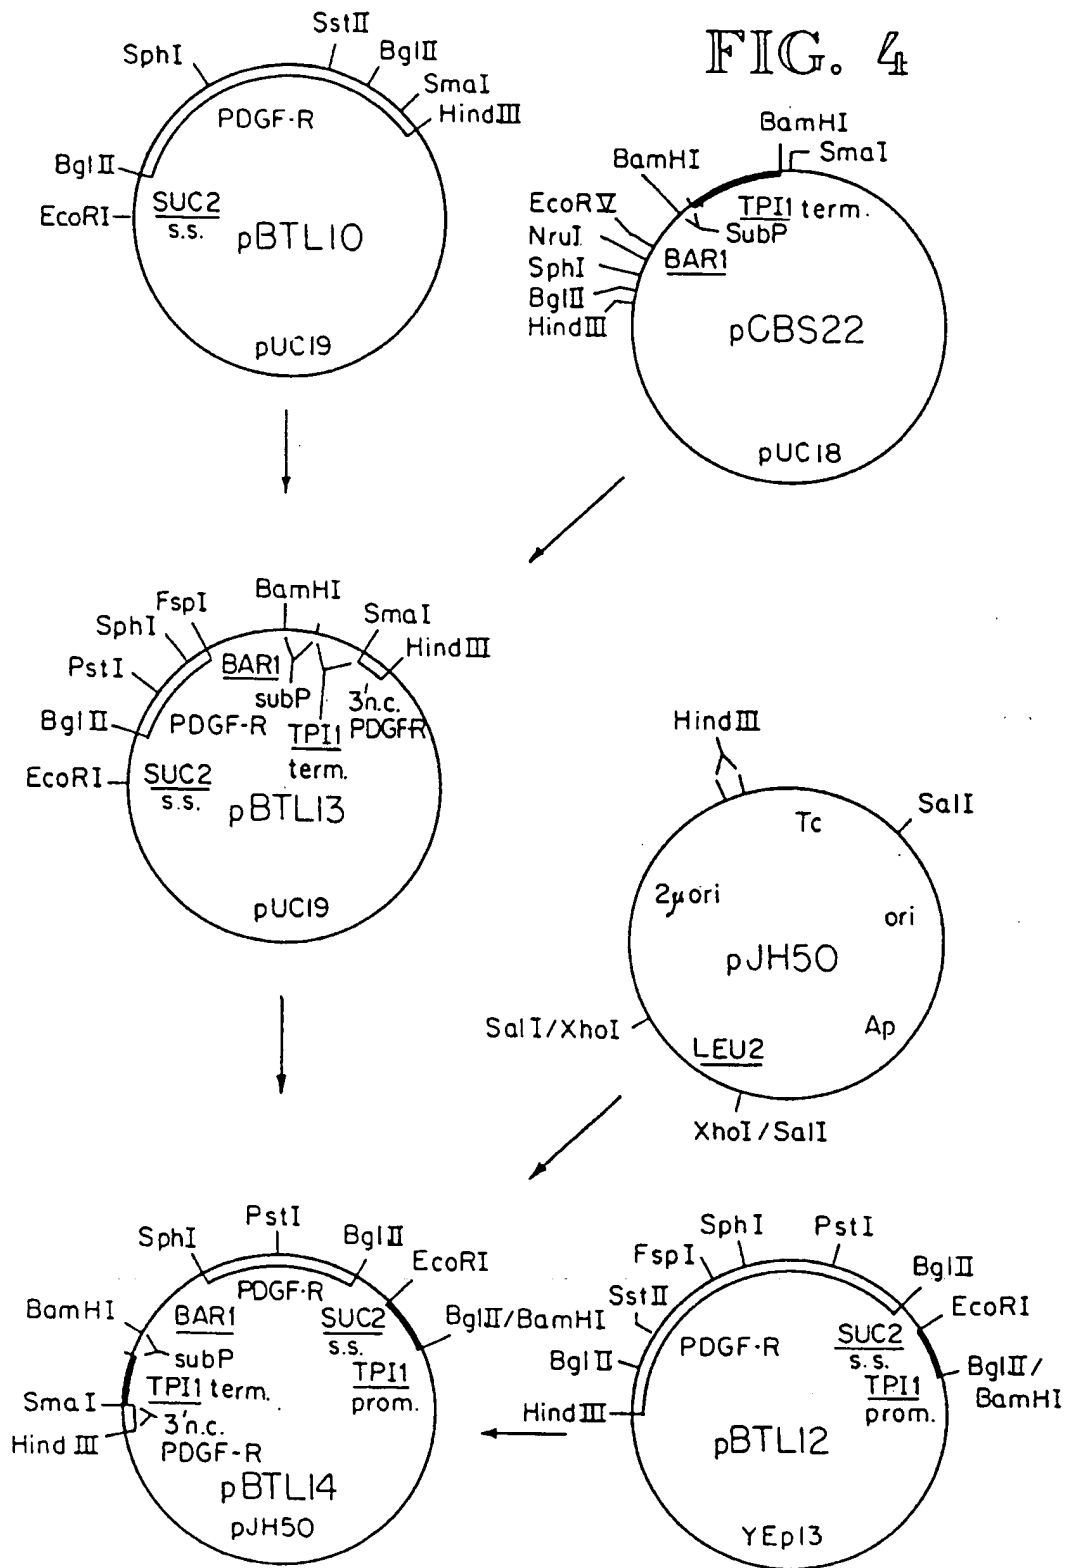 FIG. 4
SphI
SstII
BglII
SmaI
HindIII
PDGF-R
BglII
EcoRI
SUC2
s.s.
pBTL10
pUC19
BamHI
BamHI
SmaI
EcoRV
NruI
SphI
BglII
HindIII
TPI1 term.
SubP
BAR1
pCBS22
pUC18
BamHI
FspI
SphI
PstI
BglII
EcoRI
SmaI
HindIII
BAR1
subP
3'n.c.
PDGF-R
PDGFR
TPI1
term.
SUC2
s.s.
pBTL13
pUC19
HindIII
SalI
Tc
2μ ori
ori
pJH50
SalI/XhoI
Ap
LEU2
XhoI/SalI
SphI
PstI
BglII
EcoRI
PDGF-R
BamHI
BAR1
SUC2
s.s.
BglII/BamHI
subP
TPI1 term.
TPI1
prom.
SmaI
Hind III
3'n.c.
PDGF-R
pBTL14
pJH50
SphI
PstI
FspI
SstII
BglII
BglII
EcoRI
HindIII
PDGF-R
SUC2
s.s.
TPI1
prom.
BglII/
BamHI
pBTL12
YEp13